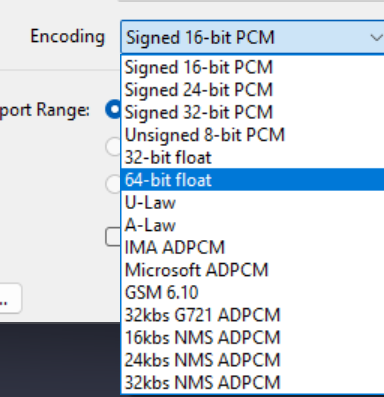 Encoding
Signed 16-bit PCM
Signed 16-bit PCM
Signed 24-bit PCM
port Range:
Signed 32-bit PCM
Unsigned 8-bit PCM
32-bit float
64-bit float
U-Law
A-Law
IMA ADPCM
Microsoft ADPCM
GSM 6.10
...
32kbs G721 ADPCM
16kbs NMS ADPCM
24kbs NMS ADPCM
32kbs NMS ADPCM